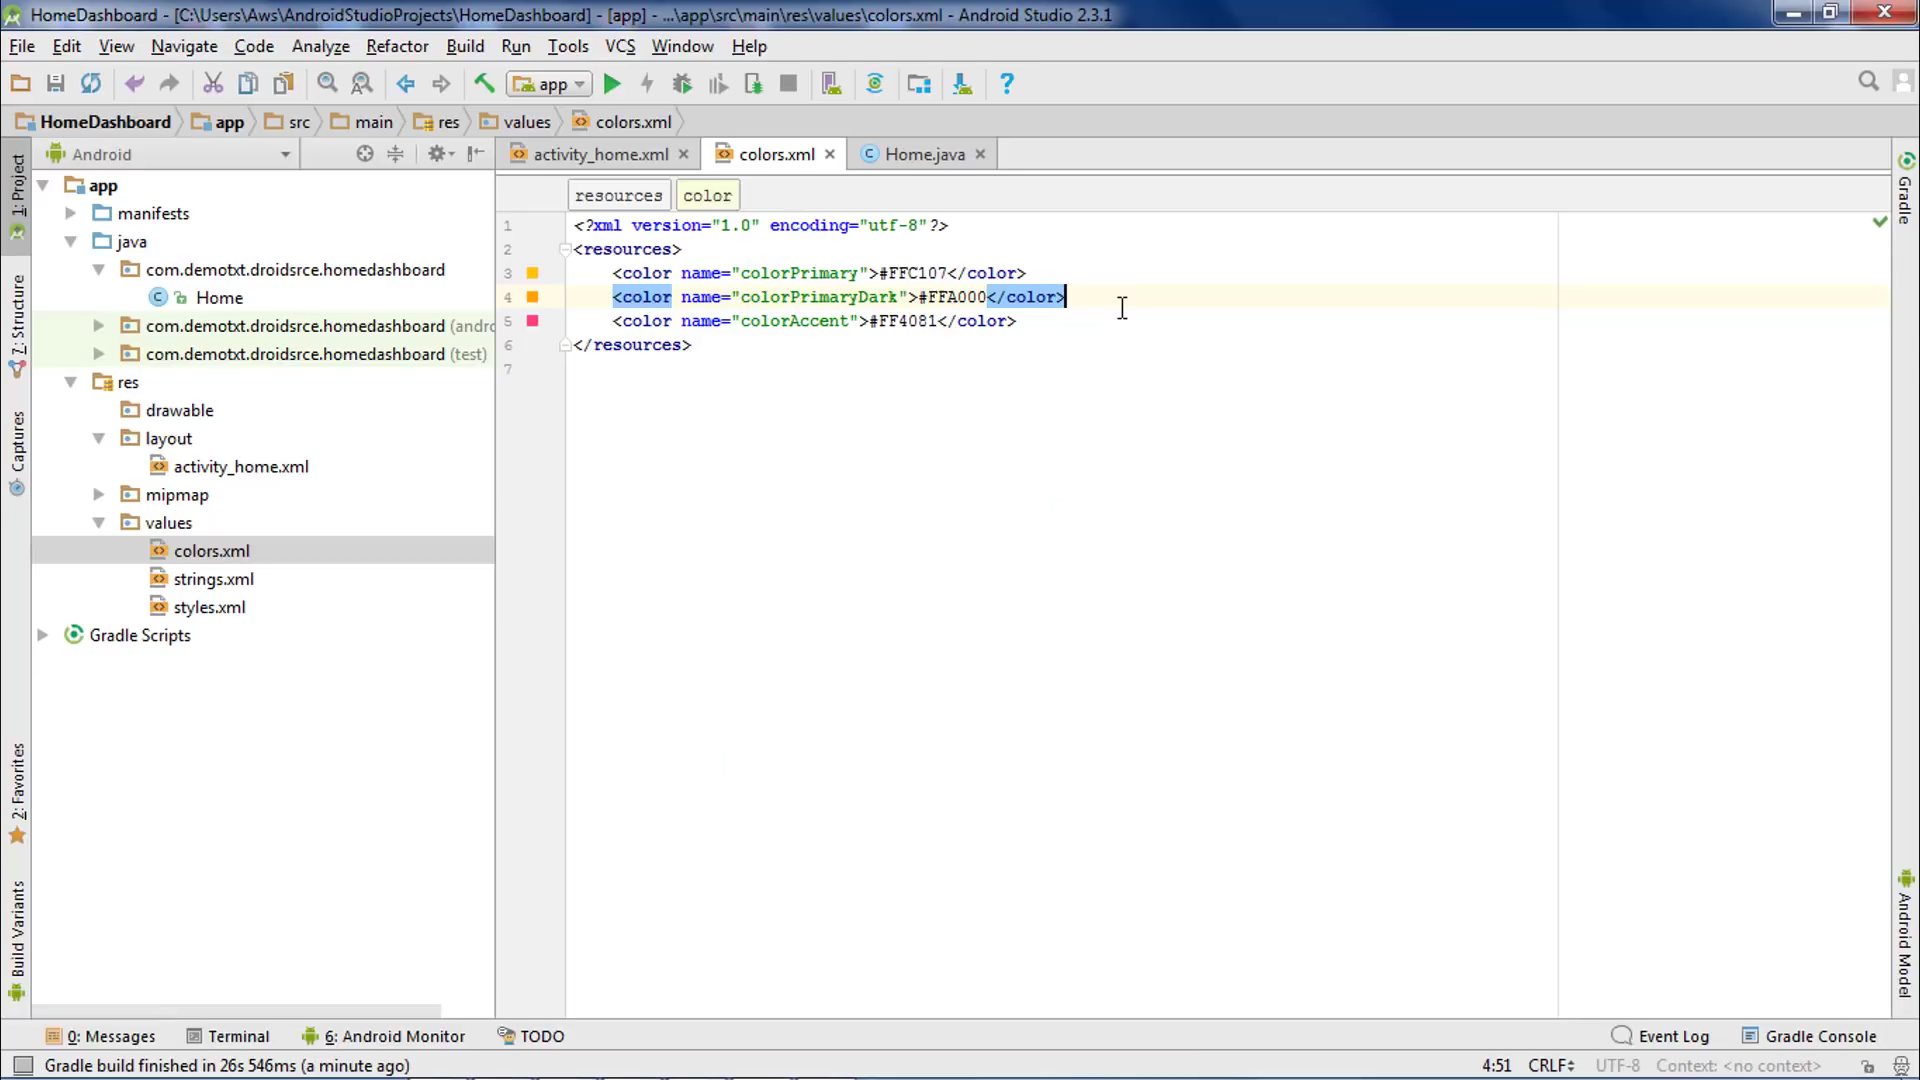 HomeDashboard - [C:\Users\Aws\AndroidStudioProjects\HomeDashboard] - [app] - ...\app\src\main\res\values\colors.xml - Android Studio 2.3.1
File Edit View Navigate Code Analyze Refactor Build Run Tools VCS Window Help
app
HomeDashboard app src main res values colors.xml
Android
activity_home.xml colors.xml Home.java
resources color
app
manifests
java
com.demotxt.droidsrce.homedashboard
Home
com.demotxt.droidsrce.homedashboard (andro
com.demotxt.droidsrce.homedashboard (test)
res
drawable
layout
activity_home.xml
mipmap
values
colors.xml
strings.xml
styles.xml
Gradle Scripts
1 <?xml version="1.0" encoding="utf-8"?>
2 <resources>
3 <color name="colorPrimary">#FFC107</color>
4 <color name="colorPrimaryDark">#FFA000</color>
5 <color name="colorAccent">#FF4081</color>
6 </resources>
7
1: Project
7: Structure
Captures
2: Favorites
Build Variants
Gradle
Android Model
0: Messages Terminal 6: Android Monitor TODO Event Log Gradle Console
Gradle build finished in 26s 546ms (a minute ago) 4:51 CRLF UTF-8 Context: <no context>